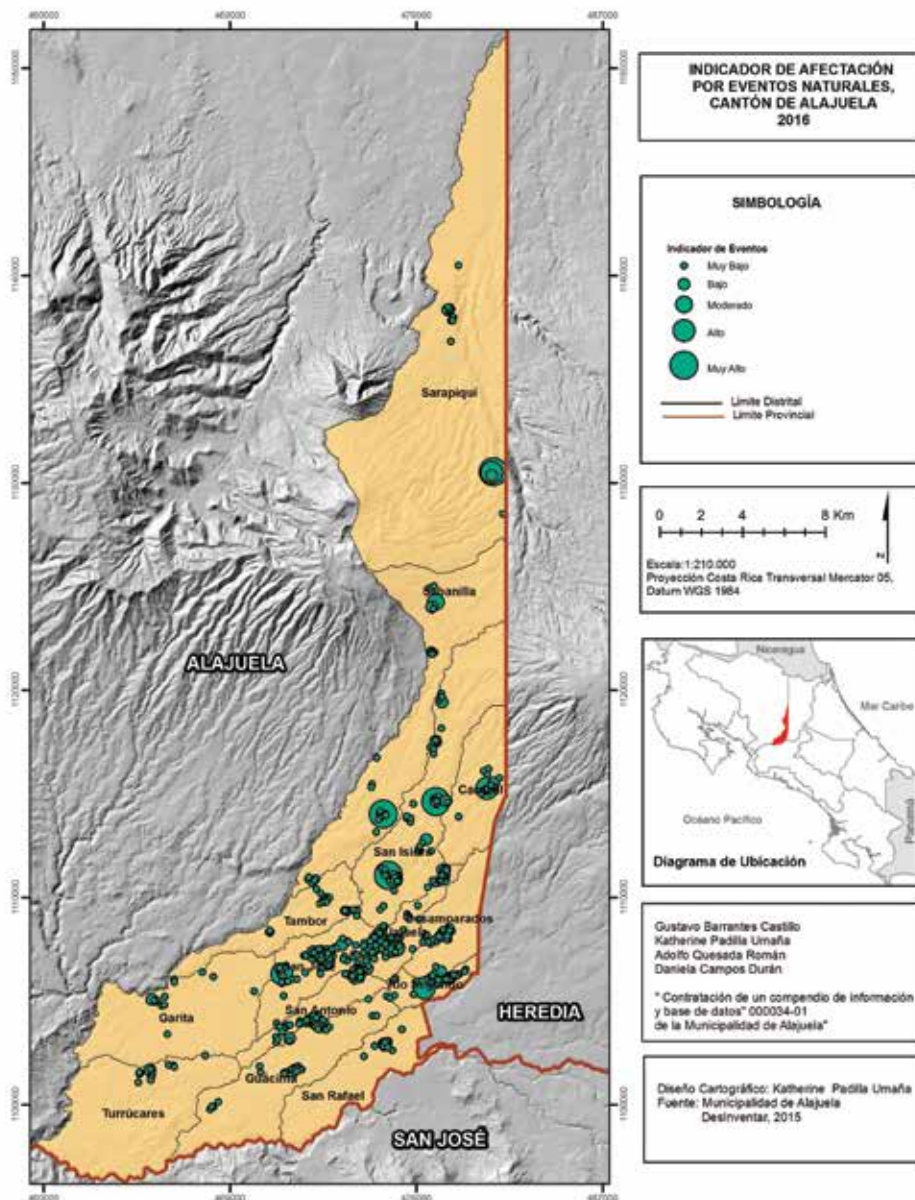 INDICADOR DE AFECTACIÓN
POR EVENTOS NATURALES,
CANTÓN DE ALAJUELA
2016
SIMBOLOGÍA
Indicador de Eventos
Muy Bajo
Bajo
Moderado
Alto
Muy Alto
Límite Distrital
Límite Provincial
0 2 4 8 Km
N
Escala:1:210.000
Proyección Costa Rica Transversal Mercator 05,
Datum WGS 1984
Nicaragua
Mar Caribe
Océano Pacífico
Panamá
Diagrama de Ubicación
Gustavo Barrantes Castillo
Katherine Padilla Umaña
Adolfo Quesada Román
Daniela Campos Durán
" Contratación de un compendio de información
y base de datos" 000034-01
de la Municipalidad de Alajuela"
Diseño Cartográfico: Katherine Padilla Umaña
Fuente: Municipalidad de Alajuela
DesInventar, 2015
Sarapiquí
Sabanilla
ALAJUELA
San Isidro
Tambor
Desamparados
Garita
San Antonio
HEREDIA
Guácima
San Rafael
Turrúcares
SAN JOSÉ